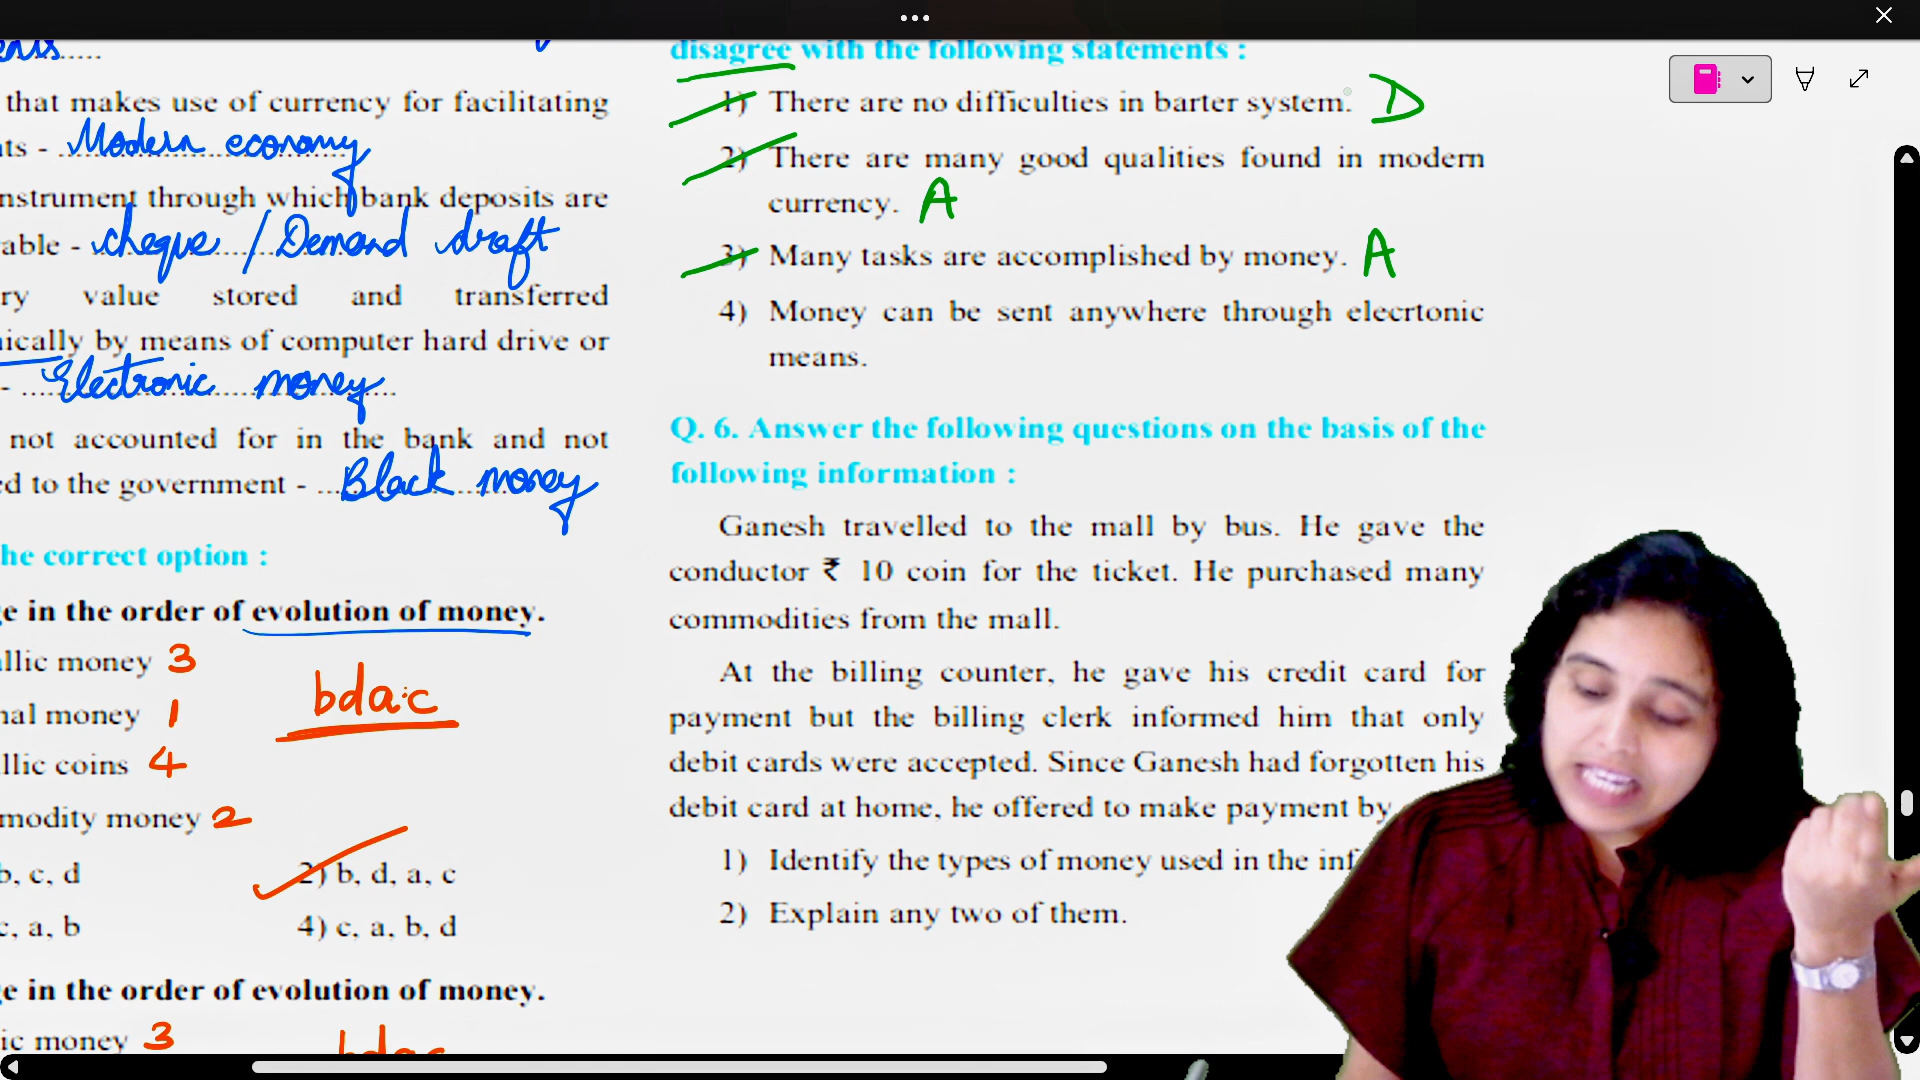 disagree with the following statements :
1) There are no difficulties in barter system. D
2) There are many good qualities found in modern
currency. A
3) Many tasks are accomplished by money. A
4) Money can be sent anywhere through elecrtonic
means.
Q. 6. Answer the following questions on the basis of the
following information :
Ganesh travelled to the mall by bus. He gave the
conductor ₹ 10 coin for the ticket. He purchased many
commodities from the mall.
At the billing counter, he gave his credit card for
payment but the billing clerk informed him that only
debit cards were accepted. Since Ganesh had forgotten his
debit card at home, he offered to make payment by
1) Identify the types of money used in the inf
2) Explain any two of them.
that makes use of currency for facilitating
nts - Modern economy
nstrument through which bank deposits are
able - cheque / Demand draft
ry value stored and transferred
nically by means of computer hard drive or
- Electronic money
not accounted for in the bank and not
ed to the government - Black money
he correct option :
ge in the order of evolution of money.
allic money 3
nal money 1
llic coins 4
modity money 2
bdac
b, c, d
2) b, d, a, c
c, a, b
4) c, a, b, d
ge in the order of evolution of money.
ic money 3